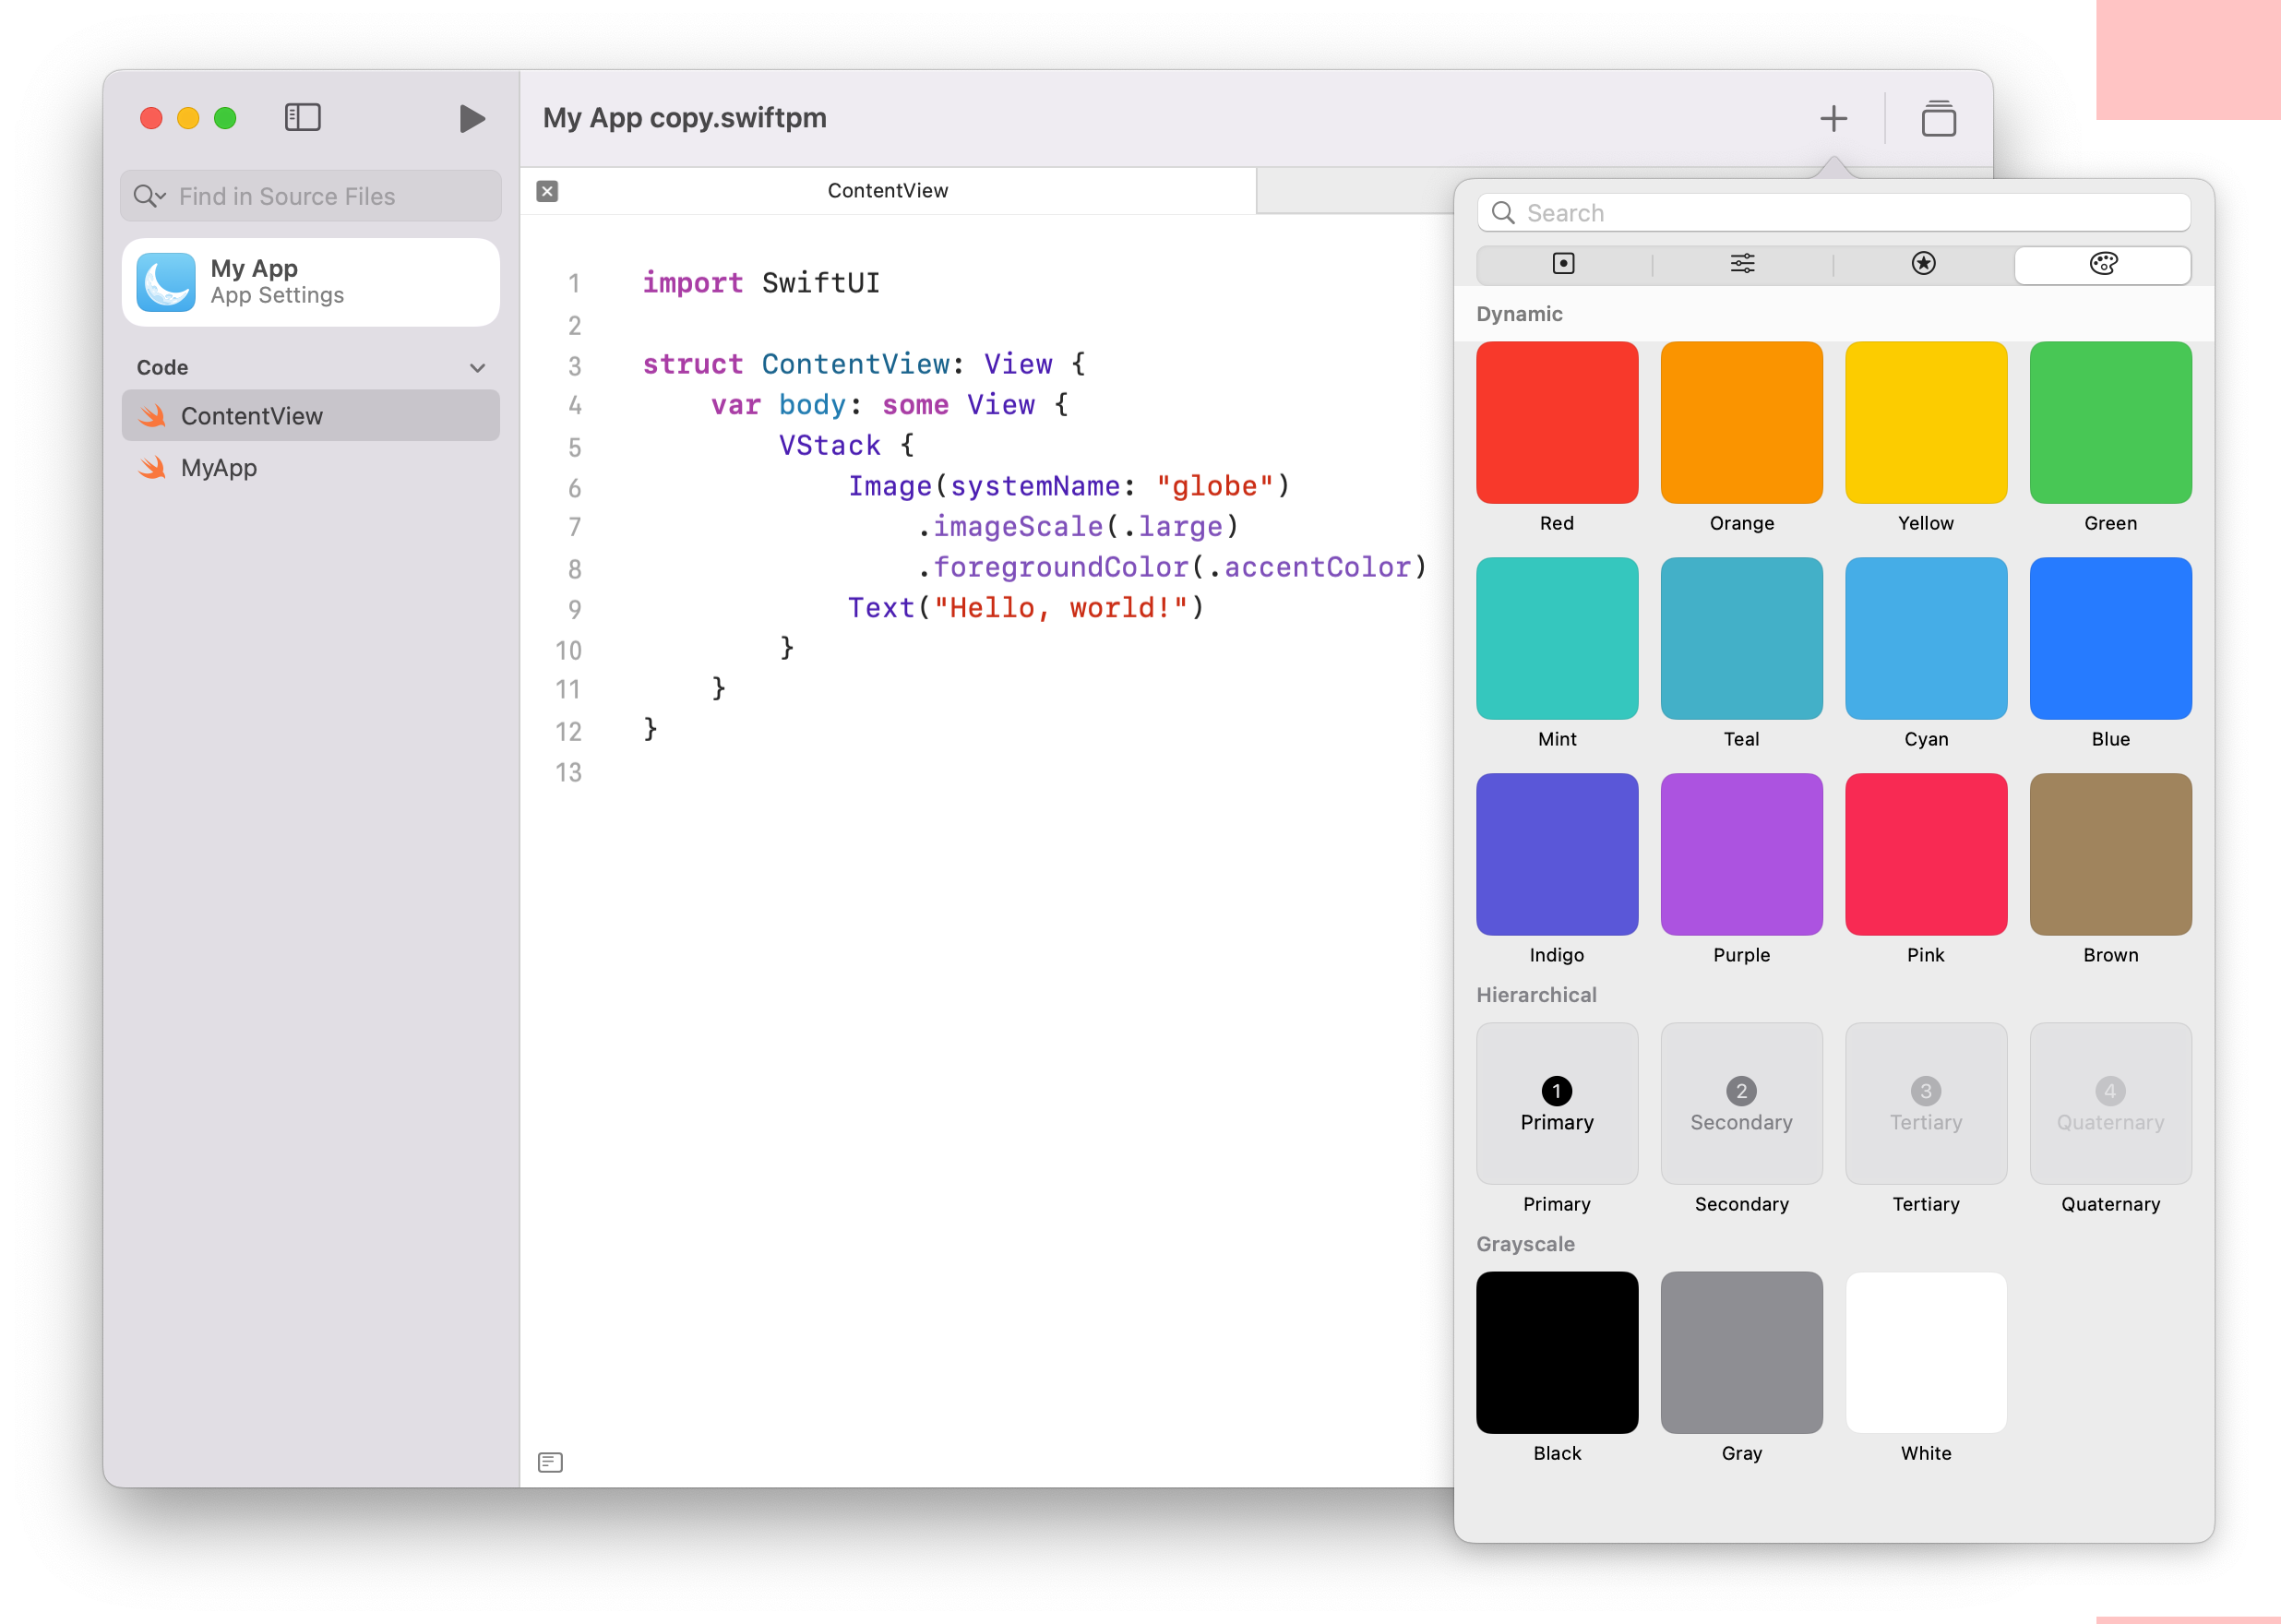 My App copy.swiftpm
Find in Source Files
My App
App Settings
Code
ContentView
MyApp
ContentView
1 import SwiftUI
2
3 struct ContentView: View {
4     var body: some View {
5         VStack {
6             Image(systemName: "globe")
7                 .imageScale(.large)
8                 .foregroundColor(.accentColor)
9             Text("Hello, world!")
10         }
11     }
12 }
13
Search
Dynamic
Red Orange Yellow Green
Mint Teal Cyan Blue
Indigo Purple Pink Brown
Hierarchical
1 2 3 4
Primary Secondary Tertiary Quaternary
Primary Secondary Tertiary Quaternary
Grayscale
Black Gray White